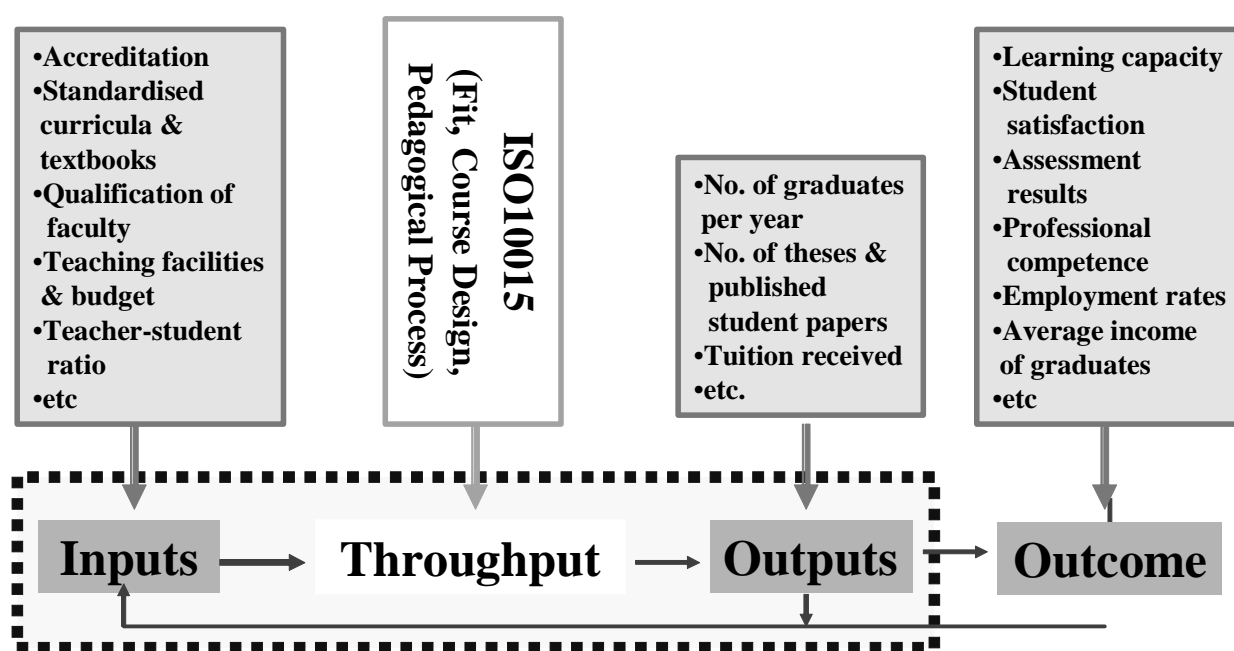 •Accreditation
•Standardised
curricula &
textbooks
•Qualification of
faculty
•Teaching facilities
& budget
•Teacher-student
ratio
•etc
ISO10015
(Fit, Course Design,
Pedagogical Process)
•No. of graduates
per year
•No. of theses &
published
student papers
•Tuition received
•etc.
•Learning capacity
•Student
satisfaction
•Assessment
results
•Professional
competence
•Employment rates
•Average income
of graduates
•etc
Inputs
Throughput
Outputs
Outcome